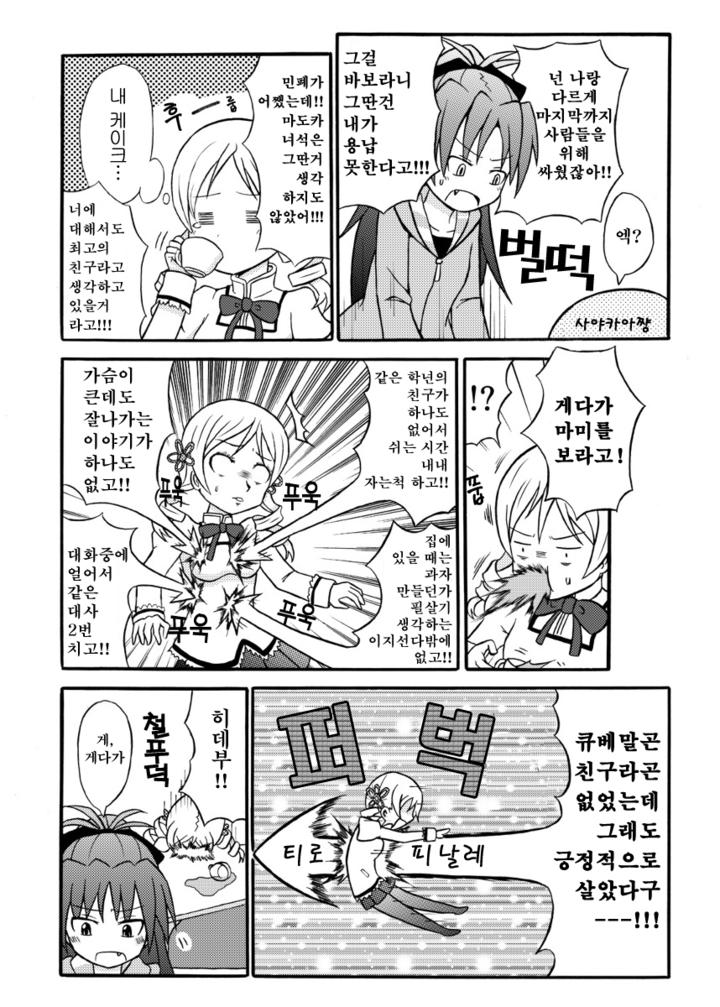 넌 나랑
다르게
마지막까지
사람들을
위해
싸웠잖아!!
엑?
벌떡
사야카아쨩
그걸
바보라니
그딴건
내가
용납
못한다고!!!
민폐가
어쨌는데!!
마도카
녀석은
그딴거
생각
하지도
않았어!!!
후一륩
내 케이크…
너에
대해서도
최고의
친구라고
생각하고
있을거
라고!!!
게다가
마미를
보라고!
!?
풉
같은 학년의
친구가
하나도
없어서
쉬는 시간
내내
자는척 하고!!
가슴이
큰데도
잘나가는
이야기가
하나도
없고!!
푸욱
푸욱
푸욱
푸욱
집에
있을 때는
과자
만들던가
필살기
생각하는
이지선다밖에
없고!!
대화중에
얼어서
같은
대사
2번
치고!!
큐베말곤
친구라곤
없었는데
그래도
긍정적으로
살았다구
---!!!
퍼벅
티로
피날레
히데부!!
철푸덕
게,
게다가